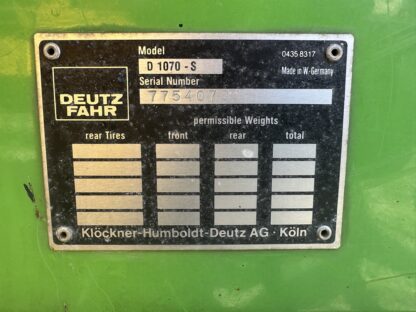 Model
D 1070 - S
0435 8317
Serial Number
Made in W.-Germany
DEUTZ
FAHR
permissible Weights
rear Tires front rear total
Klöckner-Humboldt-Deutz AG · Köln